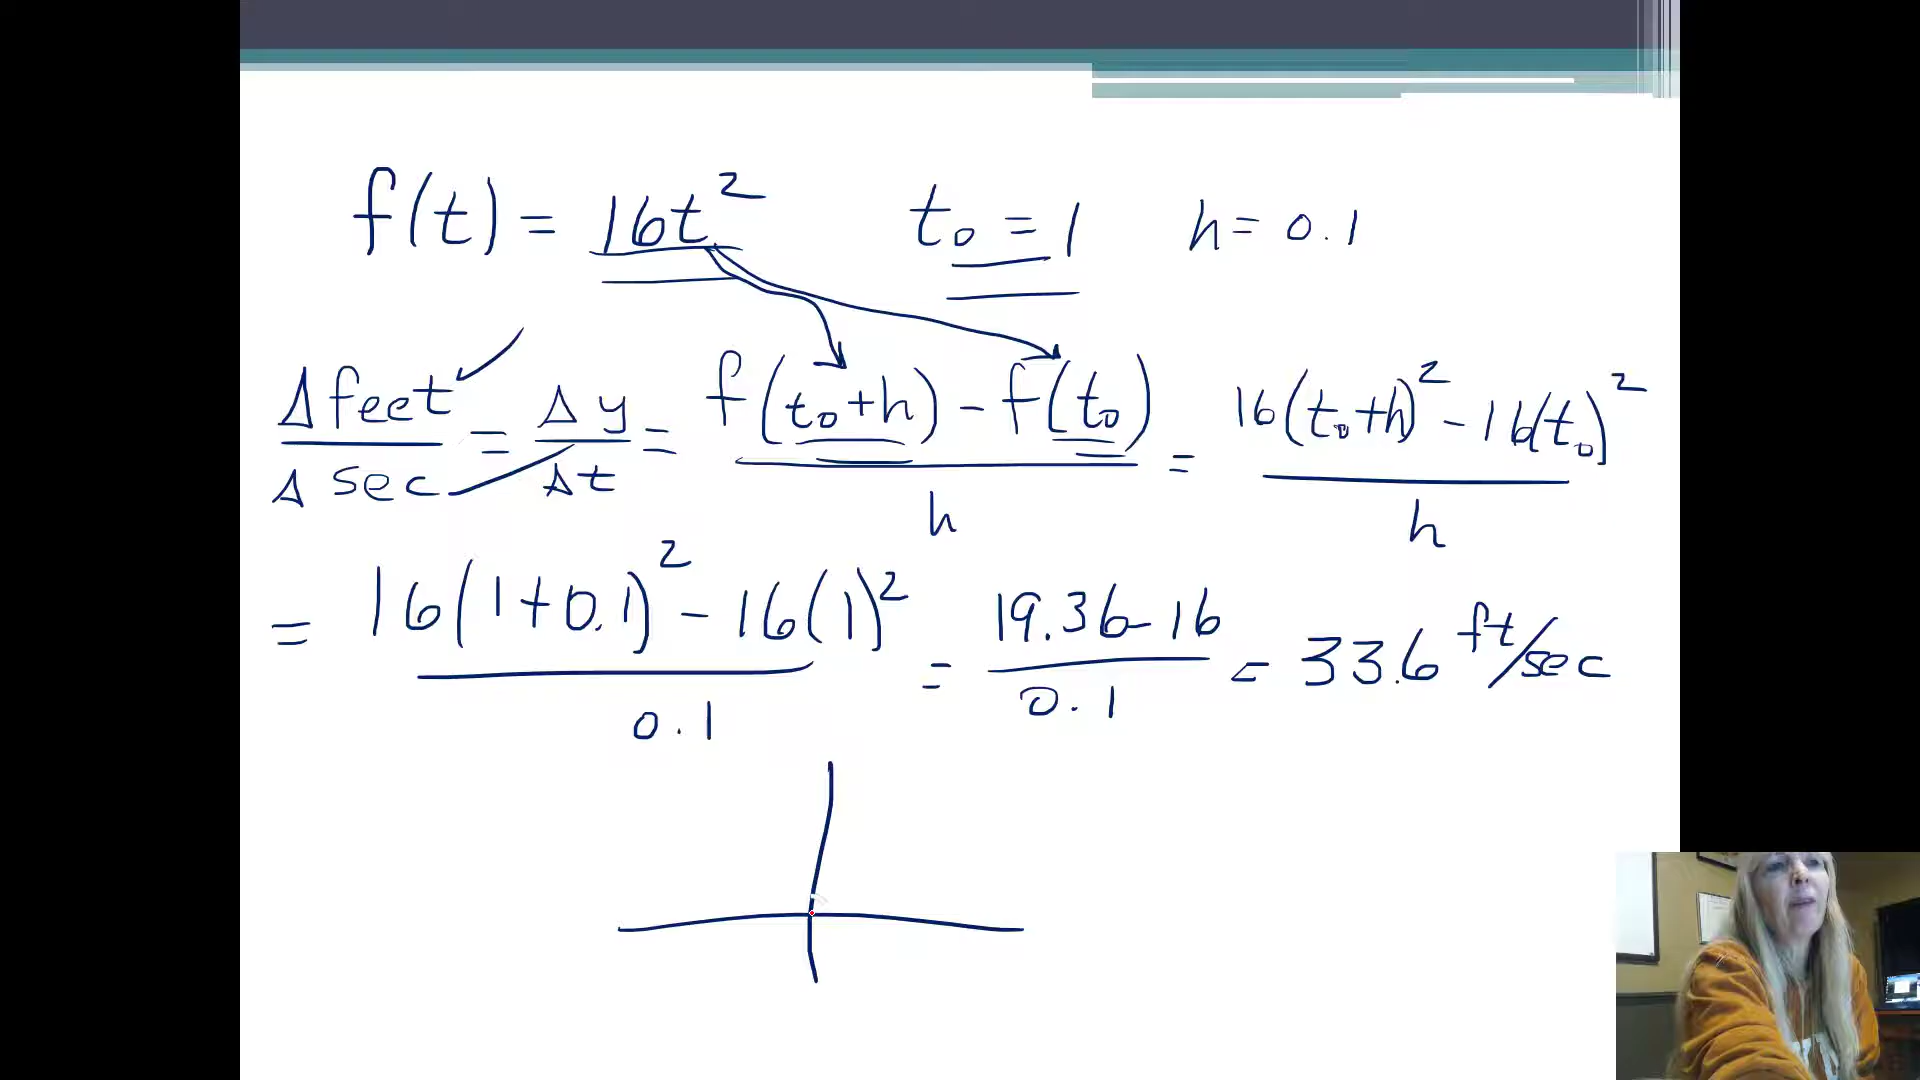 f(t) = 16t² t₀ = 1 h = 0.1
Δfeet/Δ sec = Δy/Δt = (f(t₀+h) - f(t₀))/h = (16(t₀+h)² - 16(t₀)²)/h
= (16(1+0.1)² - 16(1)²)/0.1 = (19.36-16)/0.1 = 33.6 ft/sec